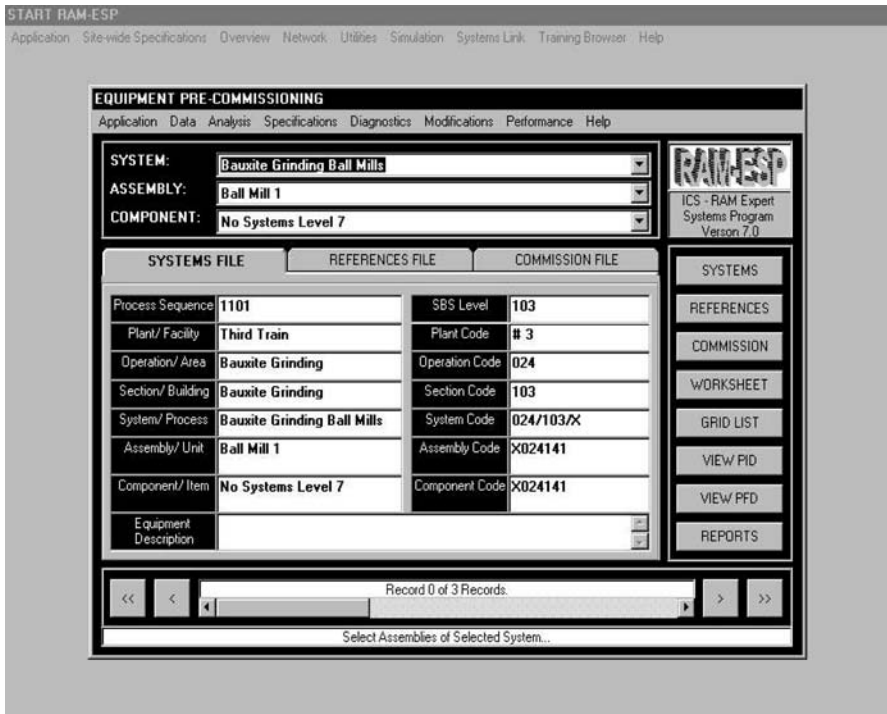 START RAM-ESP
Application Site-wide Specifications Overview Network Utilities Simulation Systems Link Training Browser Help
EQUIPMENT PRE-COMMISSIONING
Application Data Analysis Specifications Diagnostics Modifications Performance Help
SYSTEM: Bauxite Grinding Ball Mills
ASSEMBLY: Ball Mill 1
COMPONENT: No Systems Level 7
RAM-ESP
ICS - RAM Expert
Systems Program
Verson 7.0
SYSTEMS FILE REFERENCES FILE COMMISSION FILE
Process Sequence 1101 SBS Level 103
Plant/ Facility Third Train Plant Code # 3
Operation/ Area Bauxite Grinding Operation Code 024
Section/ Building Bauxite Grinding Section Code 103
System/ Process Bauxite Grinding Ball Mills System Code 024/103/X
Assembly/ Unit Ball Mill 1 Assembly Code X024141
Component/ Item No Systems Level 7 Component Code X024141
Equipment
Description
SYSTEMS
REFERENCES
COMMISSION
WORKSHEET
GRID LIST
VIEW PID
VIEW PFD
REPORTS
<< < Record 0 of 3 Records. > >>
Select Assemblies of Selected System...